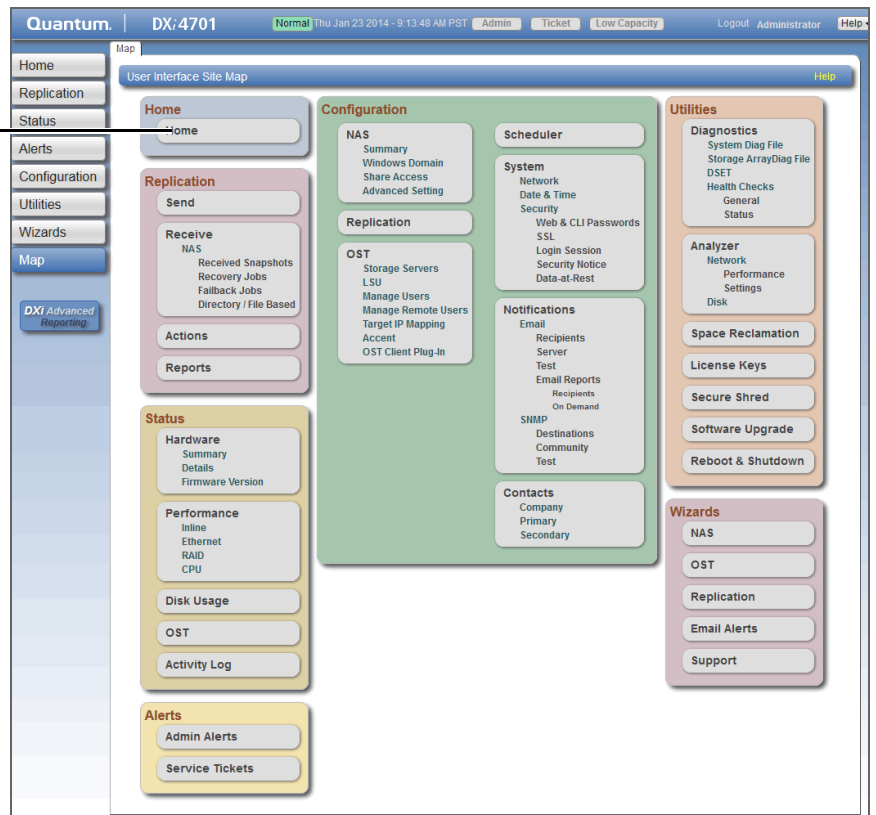 Quantum. DXi4701 Normal Thu Jan 23 2014 - 9:13:48 AM PST Admin Ticket Low Capacity Logout Administrator Help
Map
Home
Replication
Status
Alerts
Configuration
Utilities
Wizards
Map
DXi Advanced
Reporting
User Interface Site Map Help
Home
Home
Replication
Send
Receive
NAS
Received Snapshots
Recovery Jobs
Failback Jobs
Directory / File Based
Actions
Reports
Status
Hardware
Summary
Details
Firmware Version
Performance
Inline
Ethernet
RAID
CPU
Disk Usage
OST
Activity Log
Alerts
Admin Alerts
Service Tickets
Configuration
NAS
Summary
Windows Domain
Share Access
Advanced Setting
Replication
OST
Storage Servers
LSU
Manage Users
Manage Remote Users
Target IP Mapping
Accent
OST Client Plug-In
Scheduler
System
Network
Date & Time
Security
Web & CLI Passwords
SSL
Login Session
Security Notice
Data-at-Rest
Notifications
Email
Recipients
Server
Test
Email Reports
Recipients
On Demand
SNMP
Destinations
Community
Test
Contacts
Company
Primary
Secondary
Utilities
Diagnostics
System Diag File
Storage ArrayDiag File
DSET
Health Checks
General
Status
Analyzer
Network
Performance
Settings
Disk
Space Reclamation
License Keys
Secure Shred
Software Upgrade
Reboot & Shutdown
Wizards
NAS
OST
Replication
Email Alerts
Support